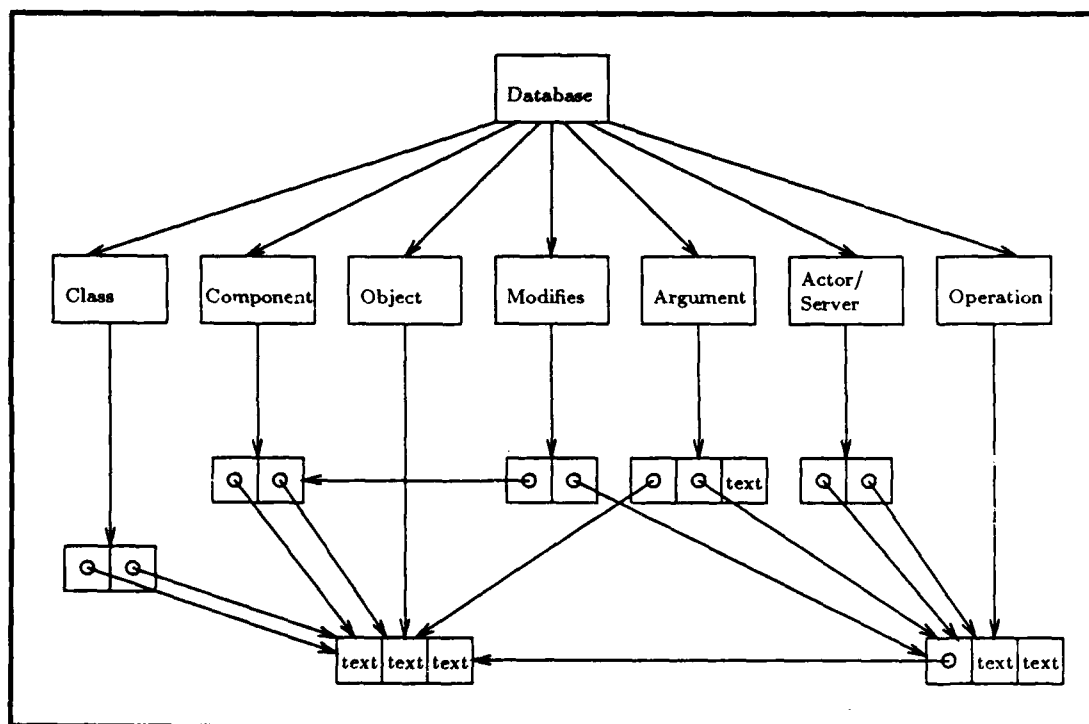 Database
Class
Component
Object
Modifies
Argument
Actor/
Server
Operation
text
text text text
text text